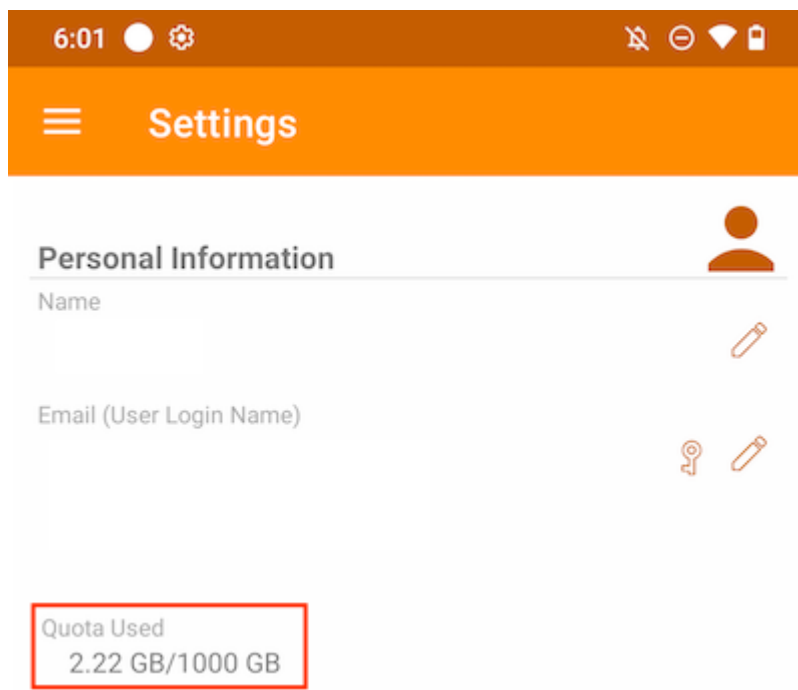 6:01
Settings
Personal Information
Name
Email (User Login Name)
Quota Used
2.22 GB/1000 GB